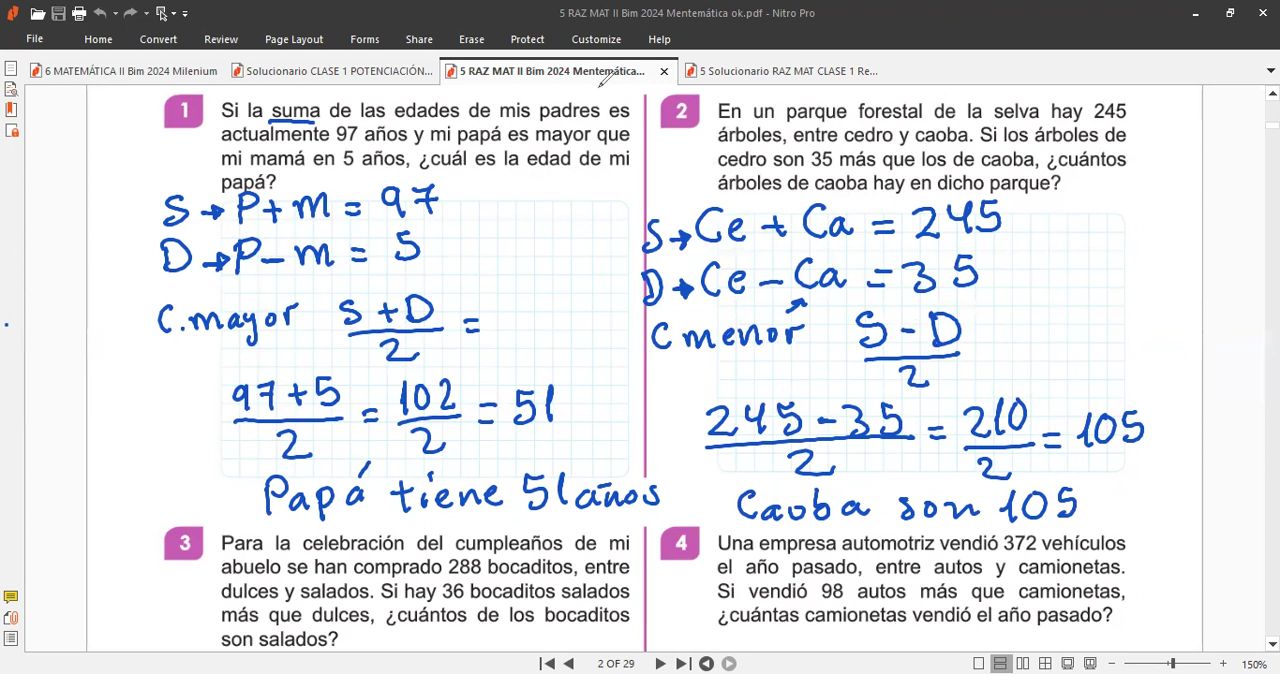 5 RAZ MAT II Bim 2024 Mentemática ok.pdf - Nitro Pro
File Home Convert Review Page Layout Forms Share Erase Protect Customize Help
6 MATEMÁTICA II Bim 2024 Milenium
Solucionario CLASE 1 POTENCIACIÓN...
5 RAZ MAT II Bim 2024 Mentemática...
5 Solucionario RAZ MAT CLASE 1 Re...
1
Si la suma de las edades de mis padres es
actualmente 97 años y mi papá es mayor que
mi mamá en 5 años, ¿cuál es la edad de mi
papá?
S → P + m = 97
D → P - m = 5
C. mayor S + D / 2 =
97 + 5 / 2 = 102 / 2 = 51
Papá tiene 51 años
2
En un parque forestal de la selva hay 245
árboles, entre cedro y caoba. Si los árboles de
cedro son 35 más que los de caoba, ¿cuántos
árboles de caoba hay en dicho parque?
S → Ce + Ca = 245
D → Ce - Ca = 35
C menor S - D / 2
245 - 35 / 2 = 210 / 2 = 105
Caoba son 105
3
Para la celebración del cumpleaños de mi
abuelo se han comprado 288 bocaditos, entre
dulces y salados. Si hay 36 bocaditos salados
más que dulces, ¿cuántos de los bocaditos
son salados?
4
Una empresa automotriz vendió 372 vehículos
el año pasado, entre autos y camionetas.
Si vendió 98 autos más que camionetas,
¿cuántas camionetas vendió el año pasado?
2 OF 29
150%